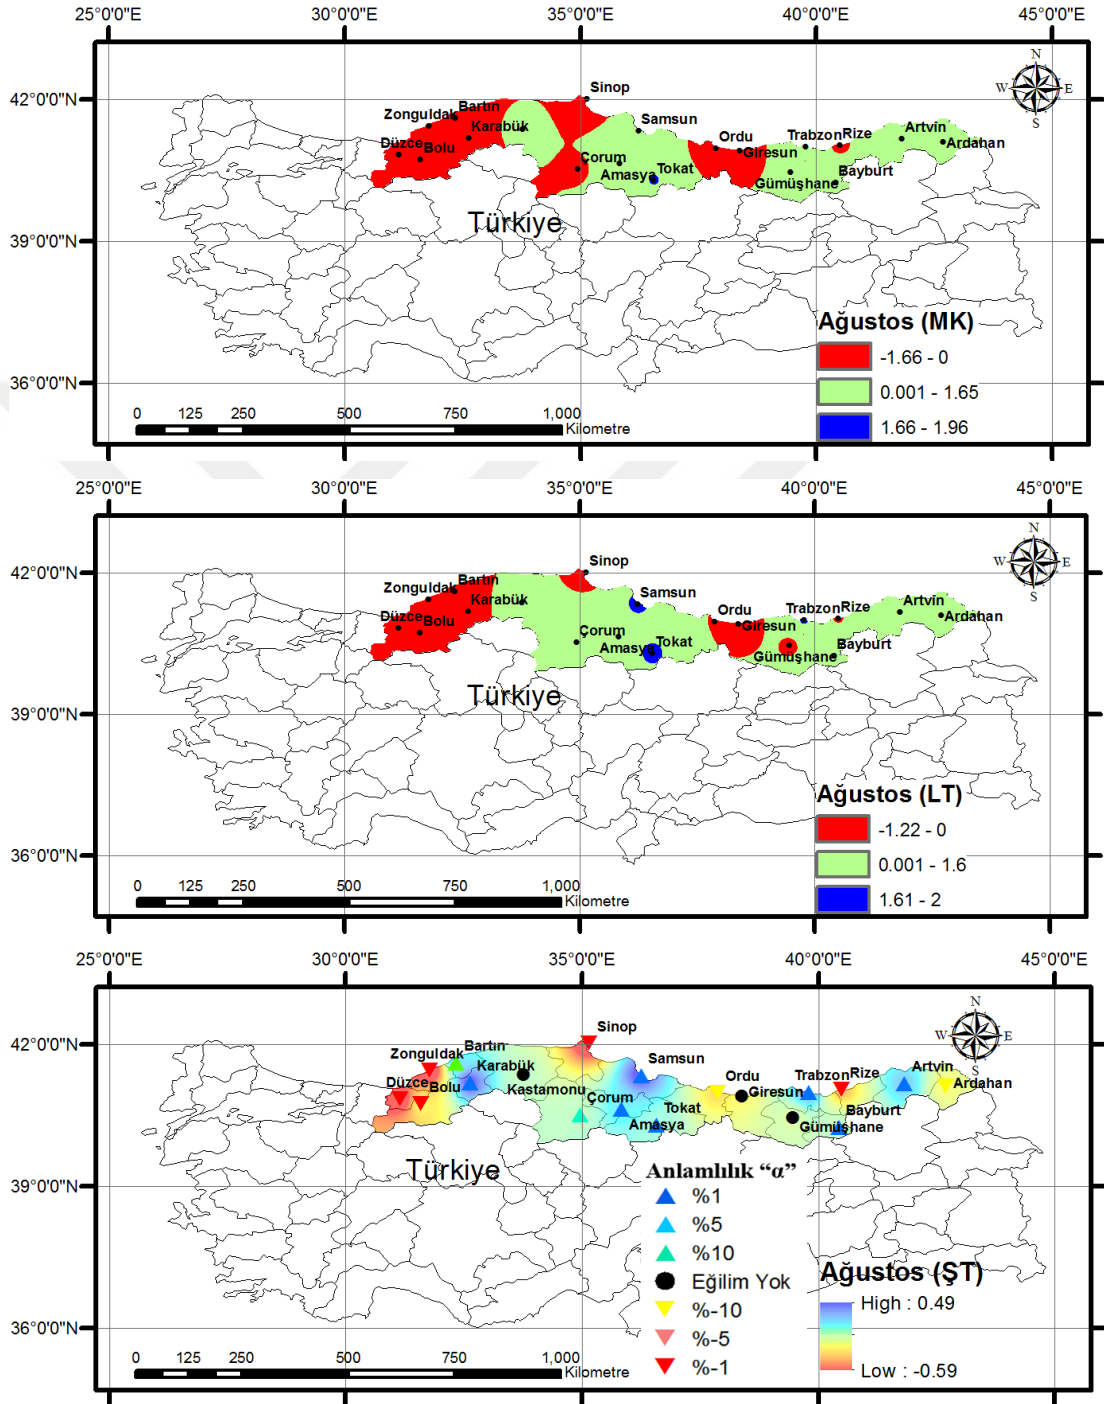 25°0'0"E 30°0'0"E 35°0'0"E 40°0'0"E 45°0'0"E
N
W E
S
42°0'0"N
Sinop
Bartın
Zonguldak
Samsun
Karabük
Ordu
Trabzon Rize
Artvin
Düzce Bolu
Giresun
Ardahan
Çorum
Amasya Tokat
Bayburt
Gümüşhane
Türkiye
39°0'0"N
Ağustos (MK)
-1.66 - 0
0.001 - 1.65
1.66 - 1.96
36°0'0"N
0 125 250 500 750 1,000
Kilometre
25°0'0"E 30°0'0"E 35°0'0"E 40°0'0"E 45°0'0"E
N
W E
S
42°0'0"N
Sinop
Bartın
Zonguldak
Samsun
Karabük
Ordu
Trabzon Rize
Artvin
Düzce Bolu
Giresun
Ardahan
Çorum
Amasya Tokat
Bayburt
Gümüşhane
Türkiye
39°0'0"N
Ağustos (LT)
-1.22 - 0
0.001 - 1.6
1.61 - 2
36°0'0"N
0 125 250 500 750 1,000
Kilometre
25°0'0"E 30°0'0"E 35°0'0"E 40°0'0"E 45°0'0"E
N
W E
S
42°0'0"N
Sinop
Bartın
Zonguldak
Samsun
Karabük
Ordu
Trabzon Rize
Artvin
Düzce Bolu
Kastamonu
Giresun
Ardahan
Çorum
Tokat
Bayburt
Amasya
Gümüşhane
Türkiye
39°0'0"N
Anlamlılık “α”
%1
%5
%10
Eğilim Yok
%-10
%-5
%-1
Ağustos (ŞT)
High : 0.49
Low : -0.59
36°0'0"N
0 125 250 500 750 1,000
Kilometre